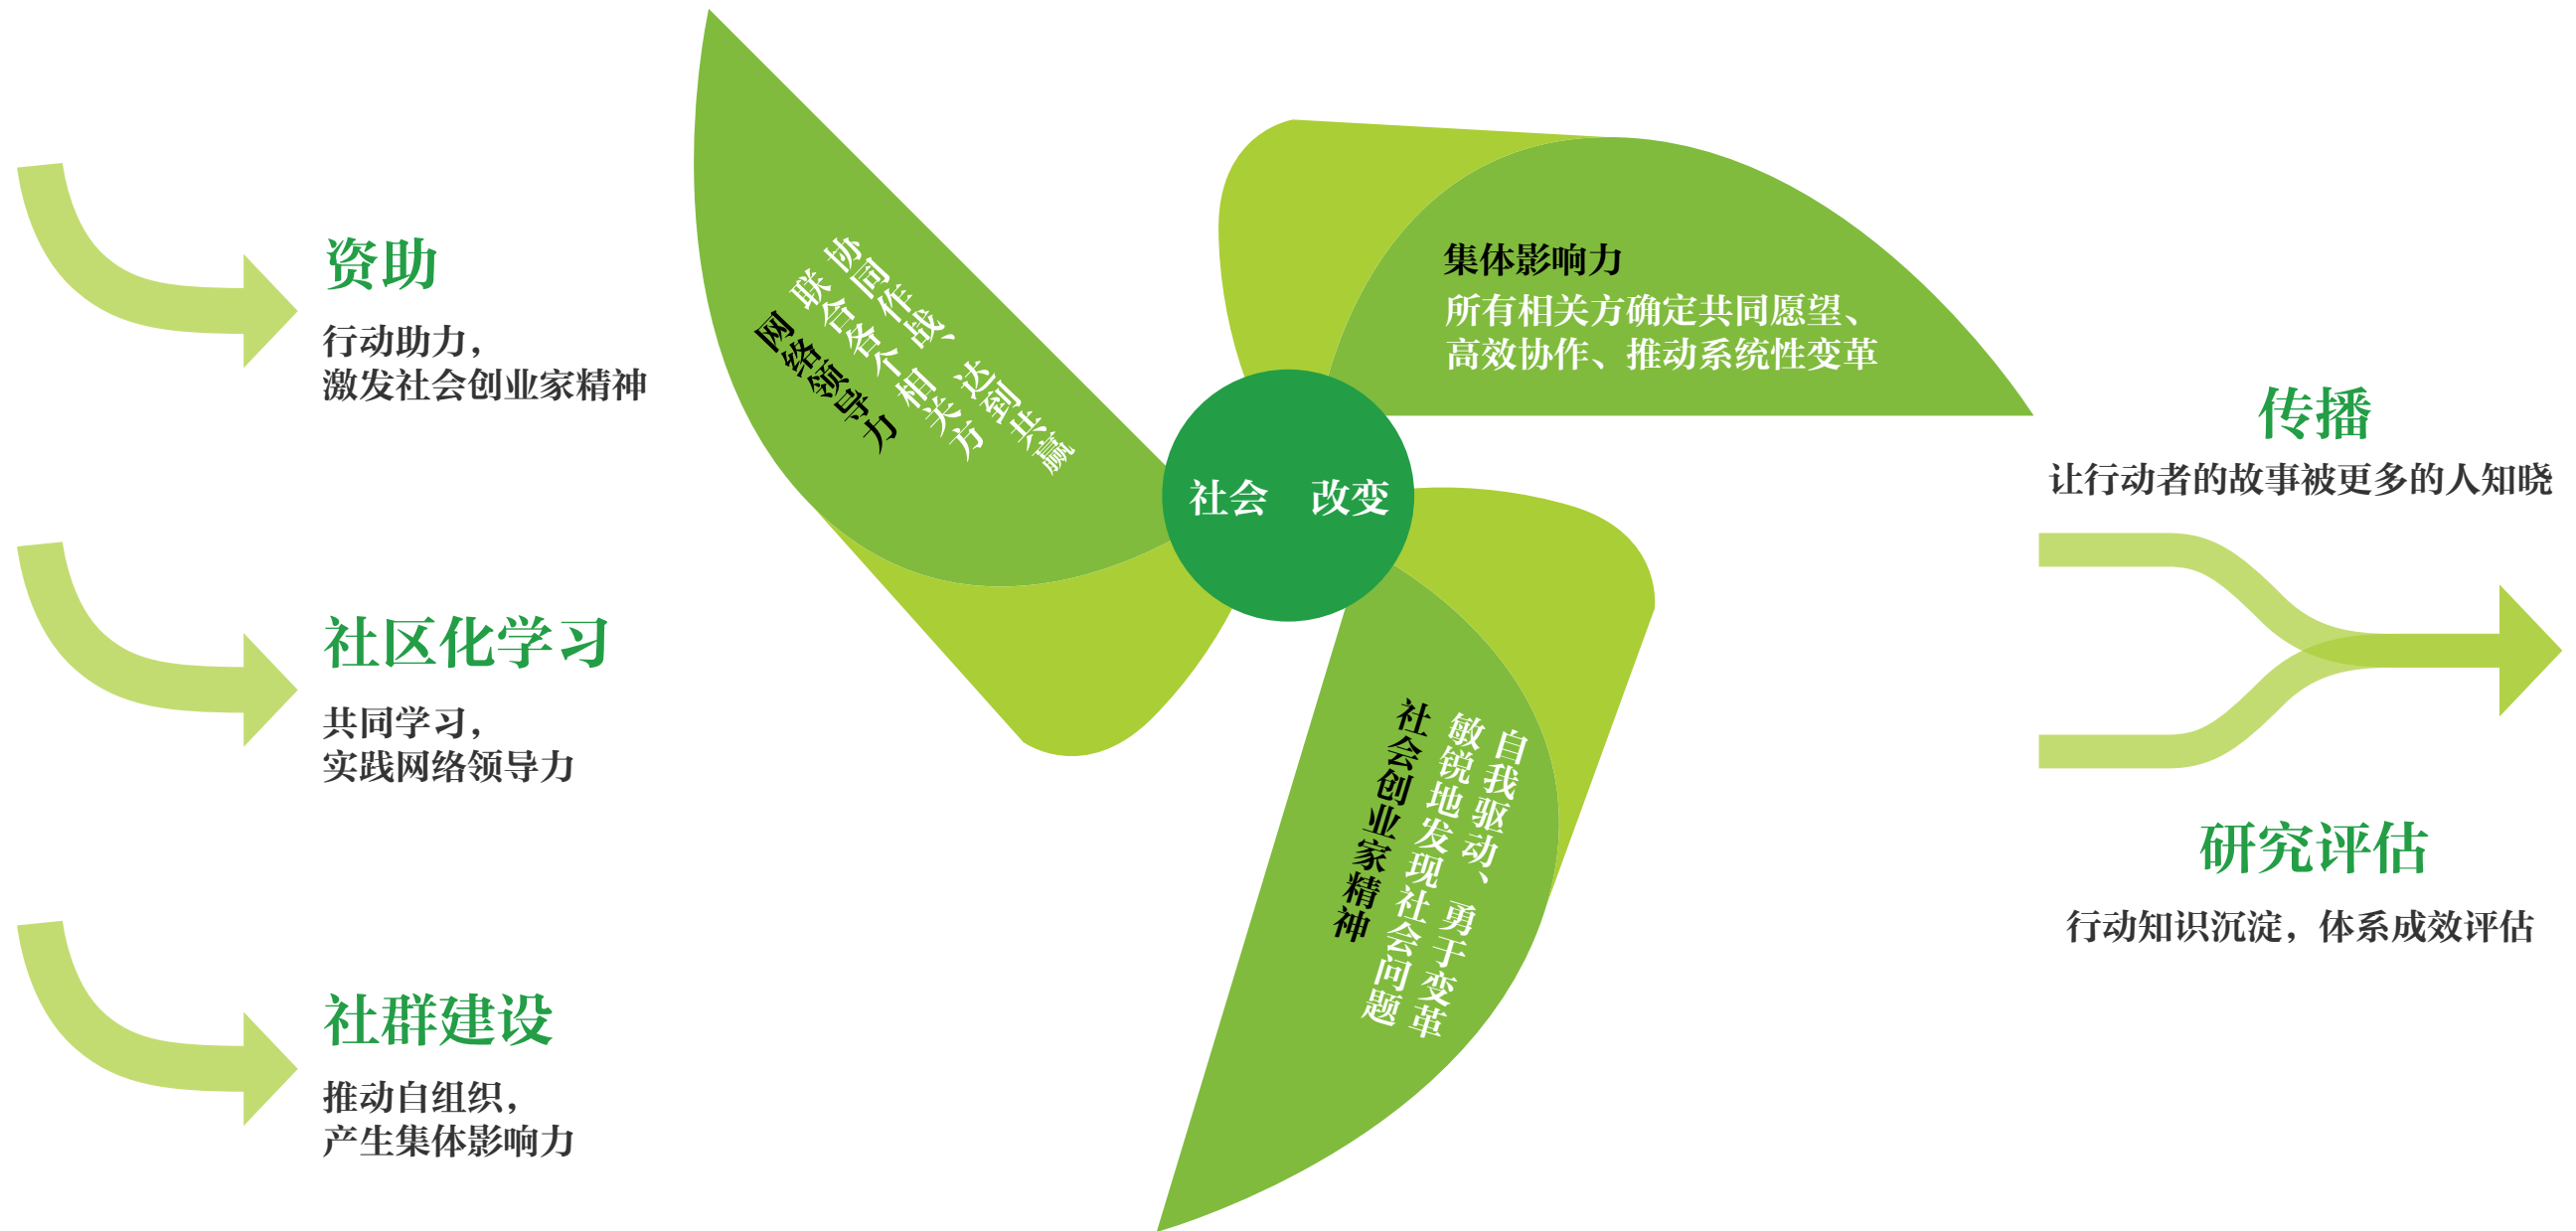 资助
行动助力，
激发社会创业家精神
社区化学习
共同学习，
实践网络领导力
社群建设
推动自组织，
产生集体影响力
网络领导力
联合各个相关方
协同作战、达到共赢
集体影响力
所有相关方确定共同愿望、
高效协作、推动系统性变革
社会 改变
社会创业家精神
敏锐地发现社会问题
自我驱动、勇于变革
传播
让行动者的故事被更多的人知晓
研究评估
行动知识沉淀，体系成效评估